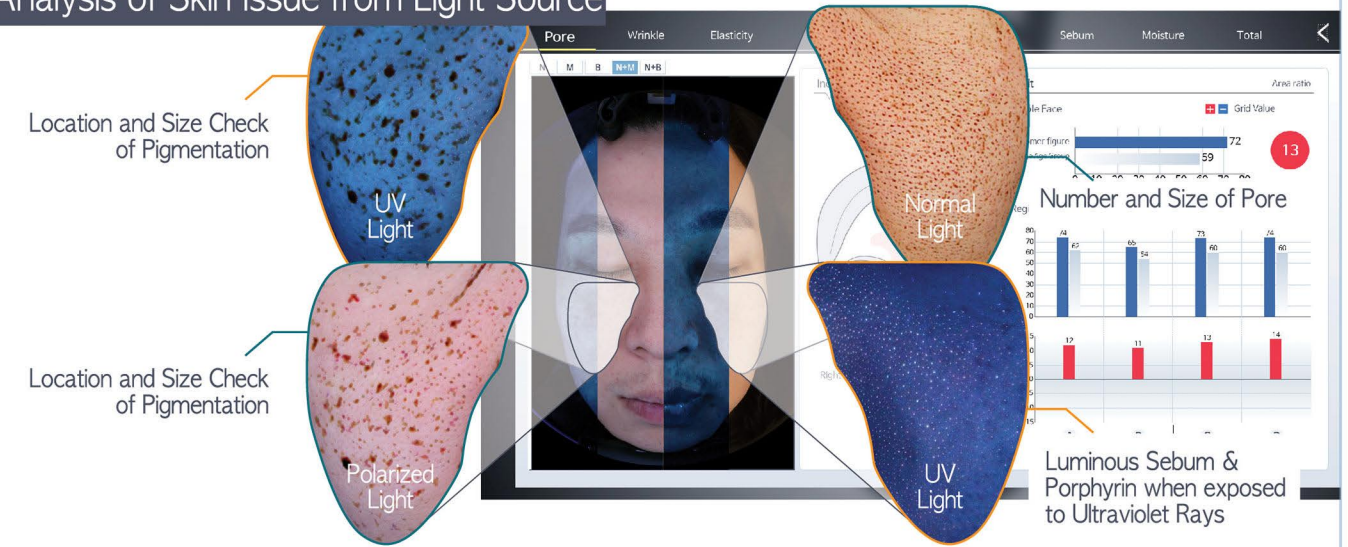 Analysis of Skin Issue from Light Source
Pore
Wrinkle
Elasticity
Sebum
Moisture
Total
N
M
B
N+M
N+B
Area ratio
Grid Value
72
59
13
Location and Size Check
of Pigmentation
UV
Light
Normal
Light
Number and Size of Pore
80
70
60
50
40
30
20
10
0
74
62
65
54
73
60
74
60
12
11
13
14
Location and Size Check
of Pigmentation
Polarized
Light
UV
Light
Luminous Sebum &
Porphyrin when exposed
to Ultraviolet Rays